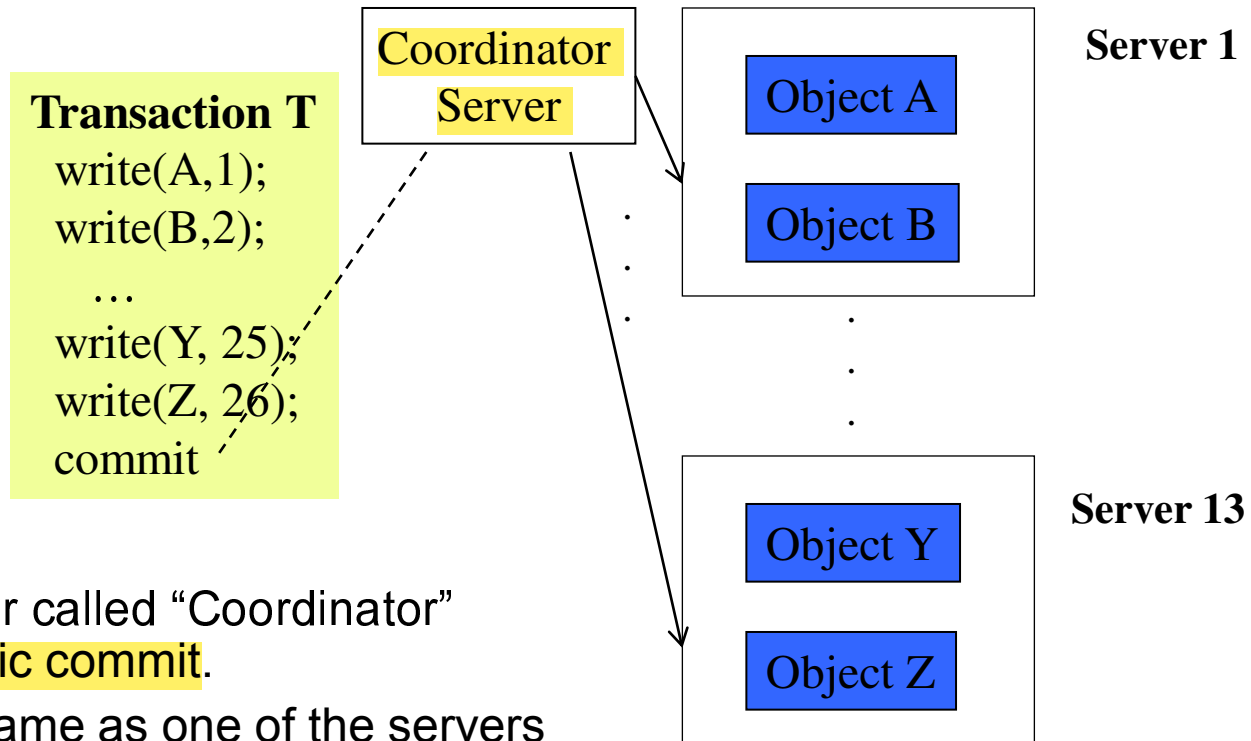 Transaction T
write(A,1);
write(B,2);
…
write(Y, 25);
write(Z, 26);
commit
Coordinator
Server
Object A
Object B
Server 1
Object Y
Object Z
Server 13
r called “Coordinator”
ic commit.
ame as one of the servers